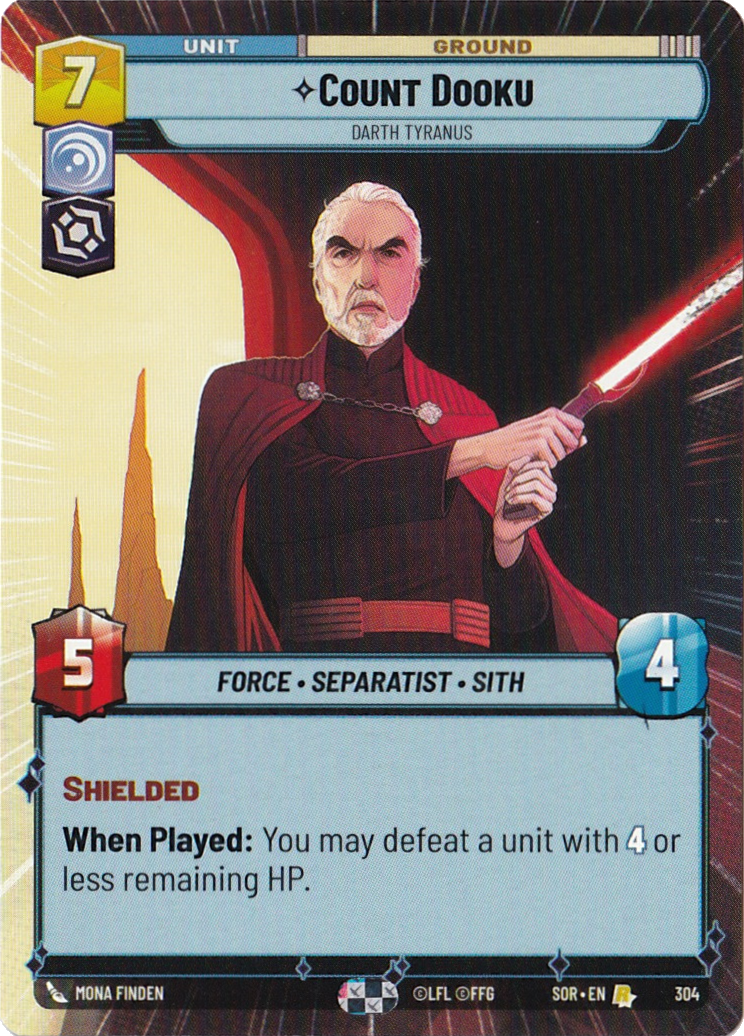 7
UNIT
GROUND
COUNT DOOKU
DARTH TYRANUS
5
FORCE • SEPARATIST • SITH
4
SHIELDED
When Played: You may defeat a unit with 4 or
less remaining HP.
MONA FINDEN
©LFL ©FFG
SOR • EN
R
304